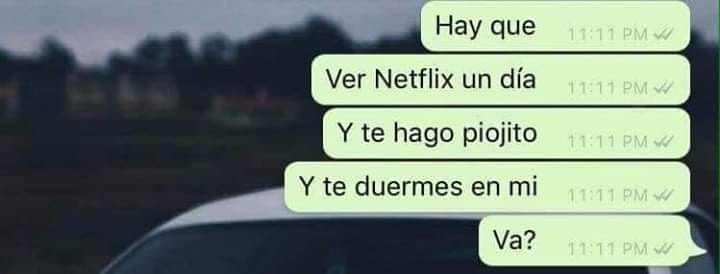 Hay que 11:11 PM
Ver Netflix un día 11:11 PM
Y te hago piojito 11:11 PM
Y te duermes en mi 11:11 PM
Va? 11:11 PM